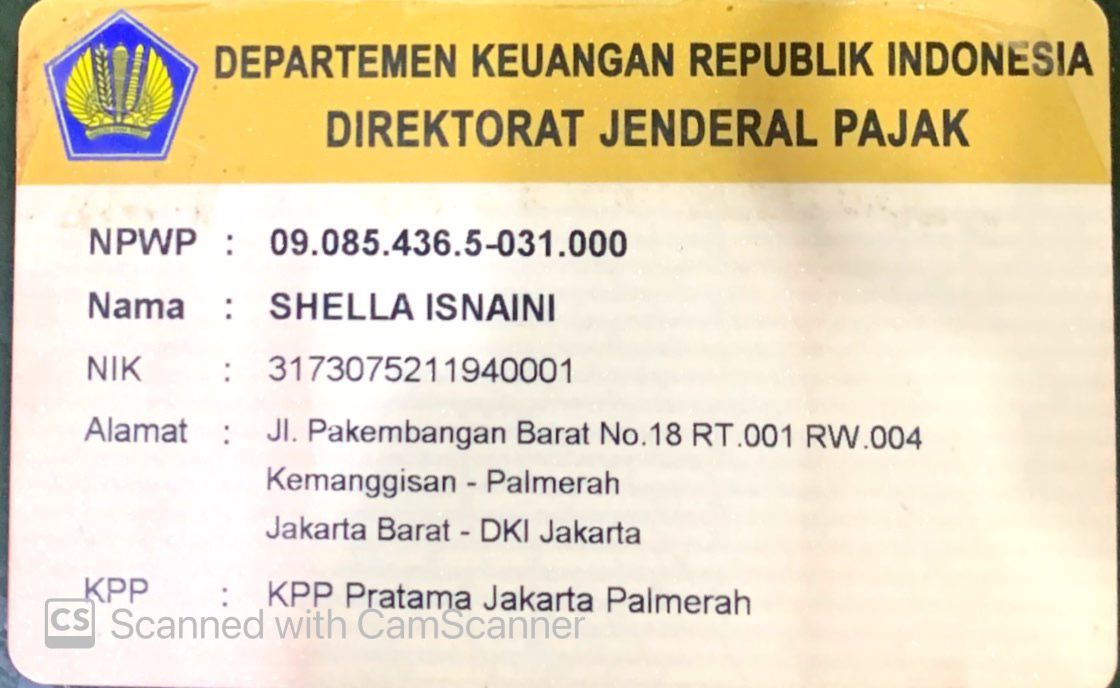 DEPARTEMEN KEUANGAN REPUBLIK INDONESIA
DIREKTORAT JENDERAL PAJAK
NPWP : 09.085.436.5-031.000
Nama : SHELLA ISNAINI
NIK : 3173075211940001
Alamat : Jl. Pakembangan Barat No.18 RT.001 RW.004
Kemanggisan - Palmerah
Jakarta Barat - DKI Jakarta
KPP : KPP Pratama Jakarta Palmerah
CS Scanned with CamScanner